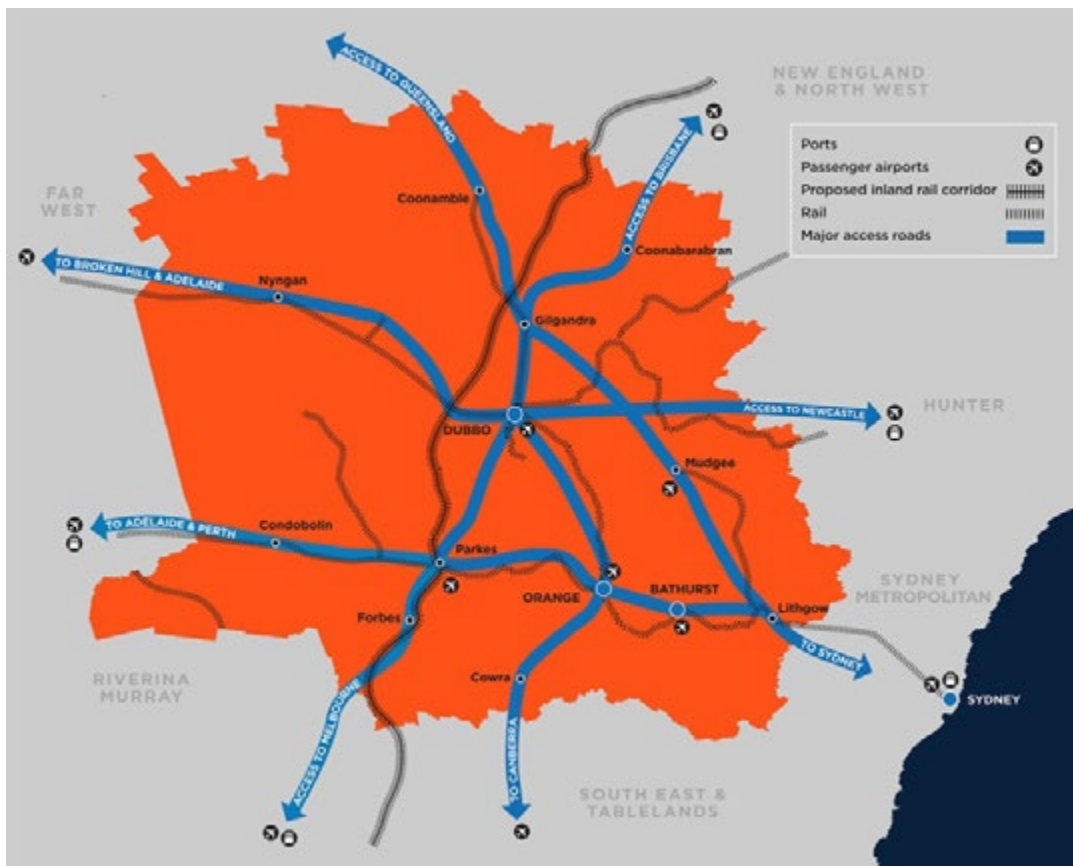 ACCESS TO QUEENSLAND
NEW ENGLAND
& NORTH WEST
ACCESS TO BRISBANE
Ports
Passenger airports
Proposed inland rail corridor
Rail
Major access roads
FAR
WEST
Coonamble
Coonabarabran
TO BROKEN HILL & ADELAIDE
Nyngan
Gilgandra
DUBBO
ACCESS TO NEWCASTLE
HUNTER
Mudgee
TO ADELAIDE & PERTH
Condobolin
Parkes
ORANGE
BATHURST
SYDNEY
METROPOLITAN
Lithgow
Forbes
TO SYDNEY
RIVERINA
MURRAY
Cowra
SYDNEY
ACCESS TO MELBOURNE
TO CANBERRA
SOUTH EAST &
TABLELANDS